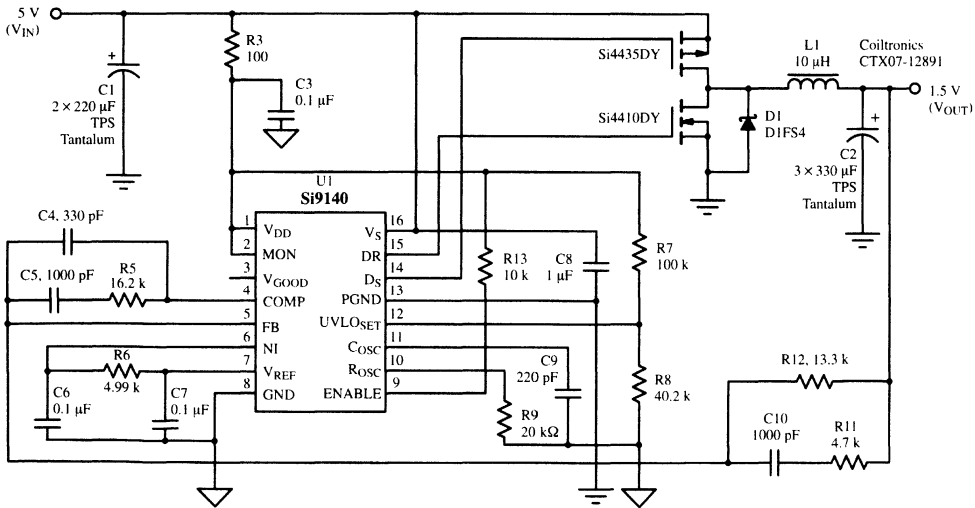 5 V
(VIN)
+
C1
2 × 220 μF
TPS
Tantalum
R3
100
C3
0.1 μF
Si4435DY
Si4410DY
L1
10 μH
Coiltronics
CTX07-12891
1.5 V
(VOUT)
D1
D1FS4
+
C2
3 × 330 μF
TPS
Tantalum
U1
Si9140
C4, 330 pF
C5, 1000 pF
R5
16.2 k
1 VDD
2 MON
3 VGOOD
4 COMP
5 FB
6 NI
7 VREF
8 GND
VS 16
DR 15
DS 14
PGND 13
UVLOSET 12
COSC 11
ROSC 10
ENABLE 9
R6
4.99 k
C6
0.1 μF
C7
0.1 μF
R13
10 k
C8
1 μF
R7
100 k
C9
220 pF
R8
40.2 k
R9
20 kΩ
R12, 13.3 k
C10
1000 pF
R11
4.7 k